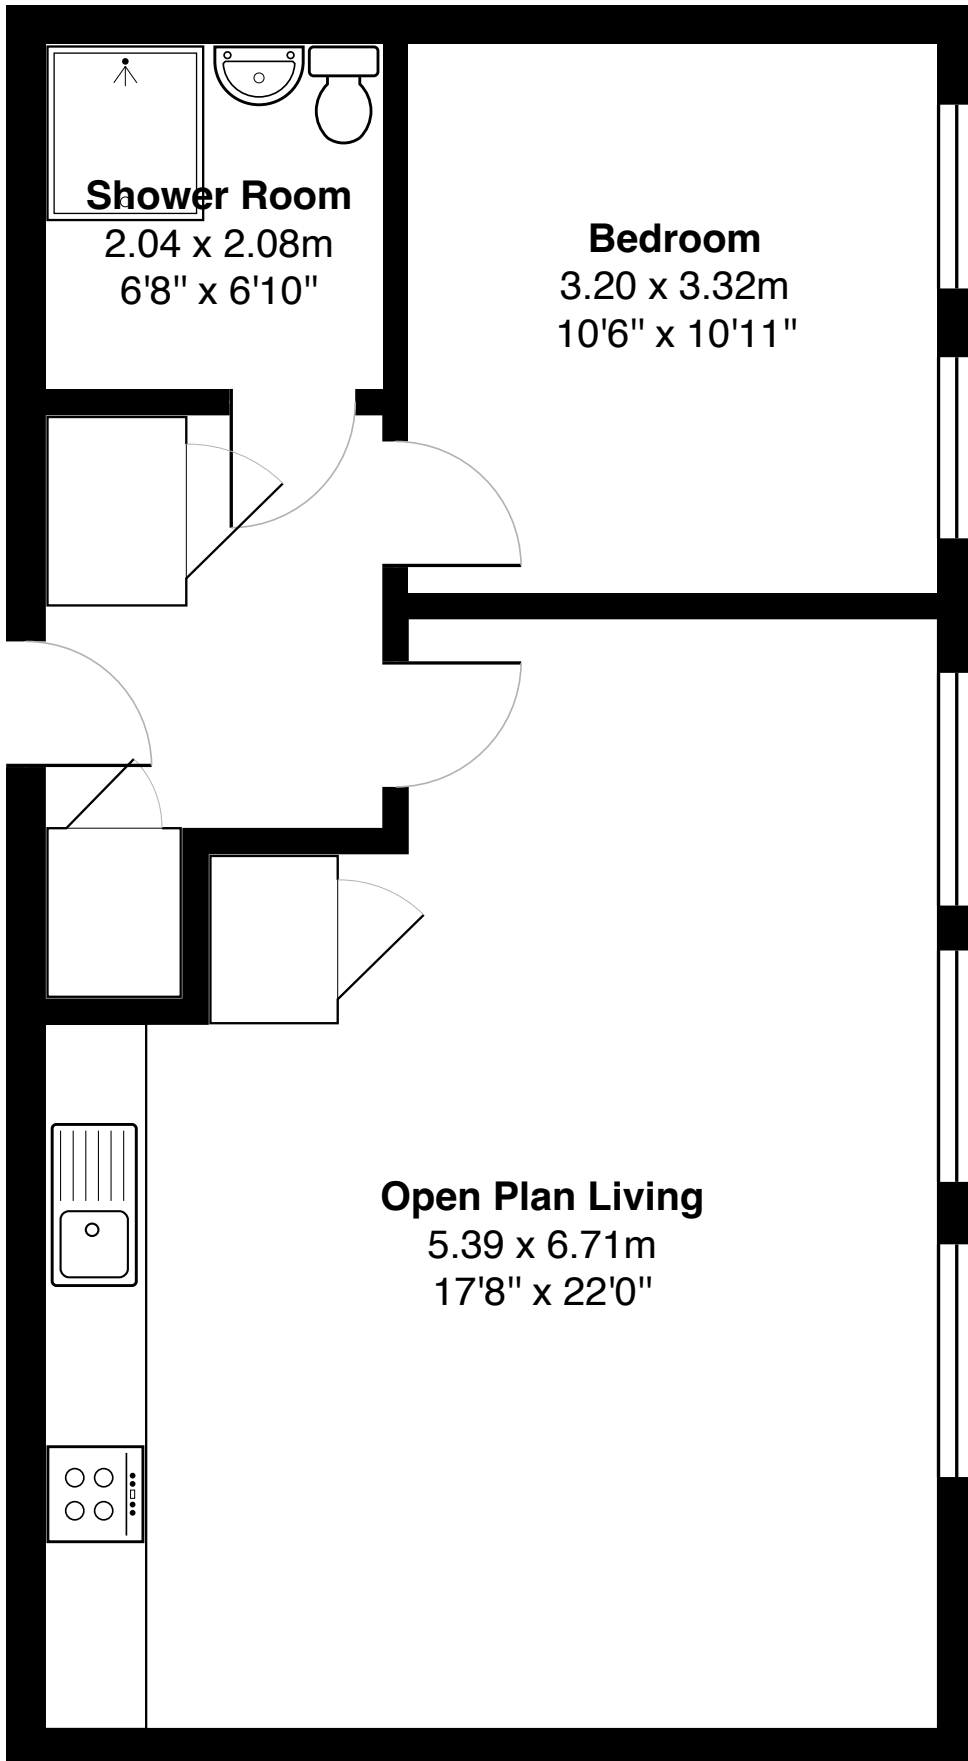 Shower Room
2.04 x 2.08m
6'8" x 6'10"
Bedroom
3.20 x 3.32m
10'6" x 10'11"
Open Plan Living
5.39 x 6.71m
17'8" x 22'0"